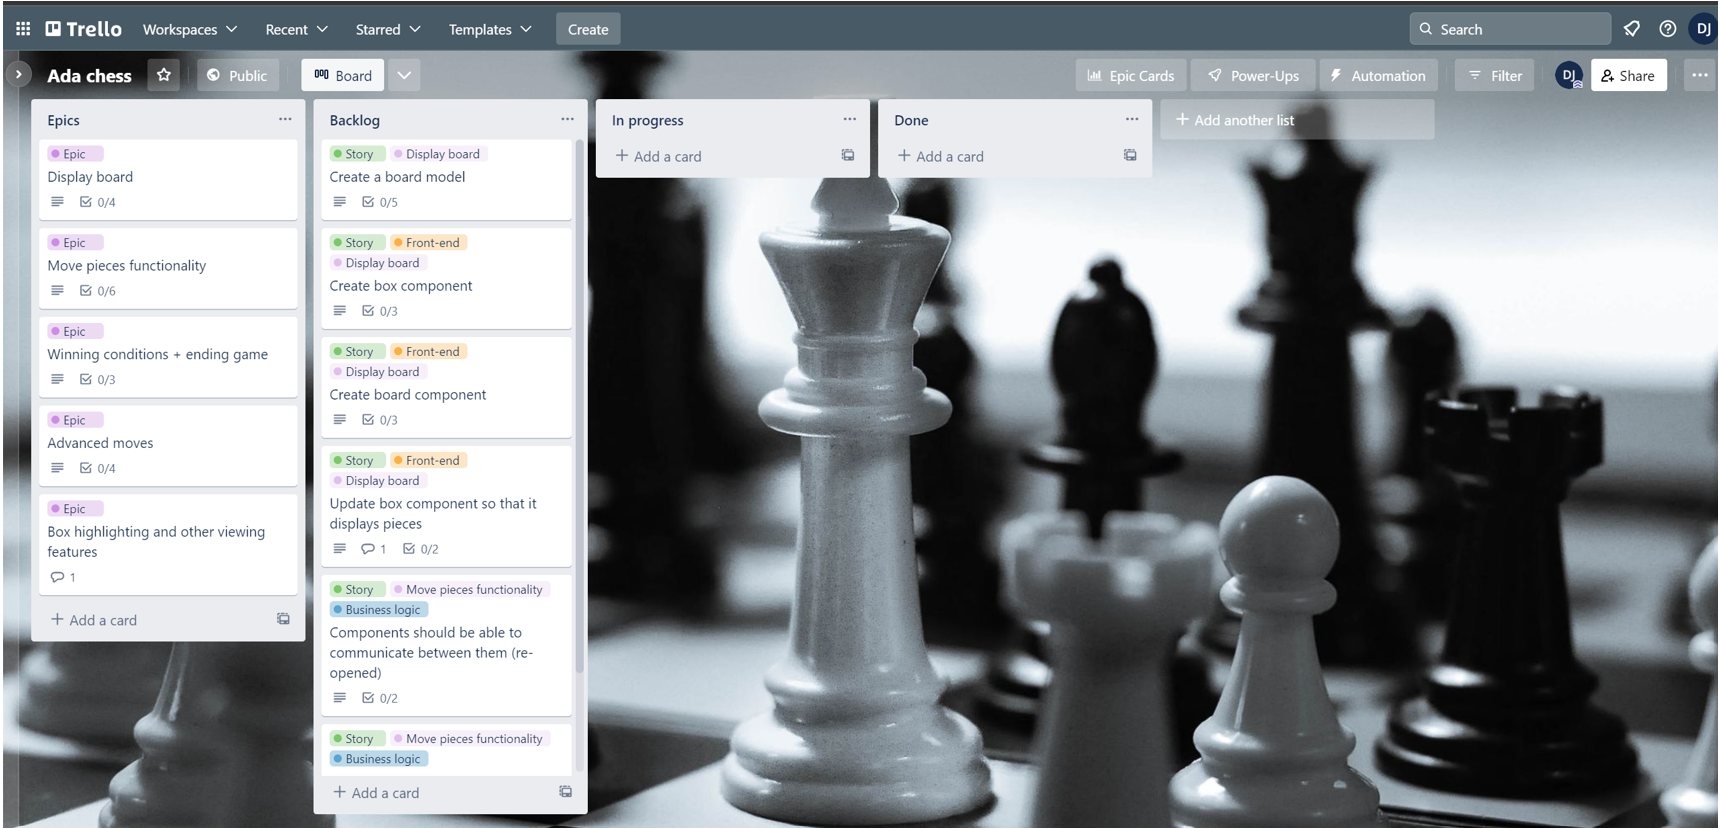 Trello
Workspaces
Recent
Starred
Templates
Create
Search
DJ
Ada chess
Public
Board
Epic Cards
Power-Ups
Automation
Filter
DJ
Share
Epics
Epic
Display board
0/4
Epic
Move pieces functionality
0/6
Epic
Winning conditions + ending game
0/3
Epic
Advanced moves
0/4
Epic
Box highlighting and other viewing
features
1
+ Add a card
Backlog
Story Display board
Create a board model
0/5
Story Front-end
Display board
Create box component
0/3
Story Front-end
Display board
Create board component
0/3
Story Front-end
Display board
Update box component so that it
displays pieces
1 0/2
Story Move pieces functionality
Business logic
Components should be able to
communicate between them (re-
opened)
0/2
Story Move pieces functionality
Business logic
+ Add a card
In progress
+ Add a card
Done
+ Add a card
+ Add another list